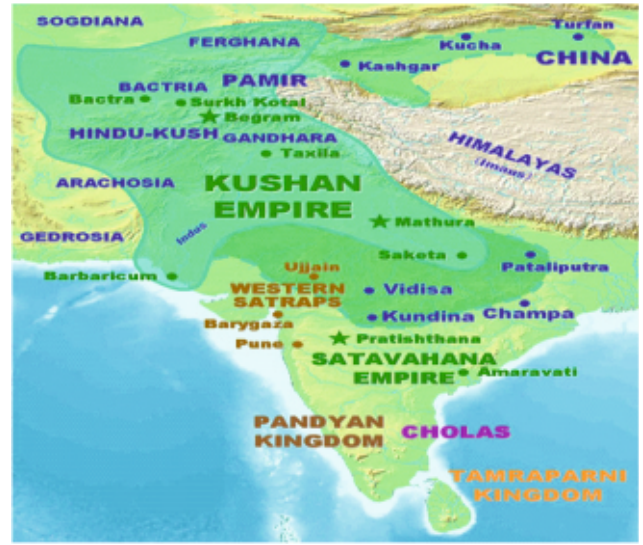 SOGDIANA
Turfan
FERGHANA
Kucha
CHINA
Kashgar
BACTRIA
PAMIR
Bactra
Surkh Kotal
Begram
HINDU-KUSH
GANDHARA
Taxila
HIMALAYAS
(Imaus)
ARACHOSIA
KUSHAN
EMPIRE
Mathura
GEDROSIA
Indus
Saketa
Pataliputra
Barbaricum
Ujjain
WESTERN
SATRAPS
Vidisa
Barygaza
Kundina
Champa
Pune
Pratishthana
SATAVAHANA
EMPIRE
Amaravati
PANDYAN
KINGDOM
CHOLAS
TAMRAPARNI
KINGDOM